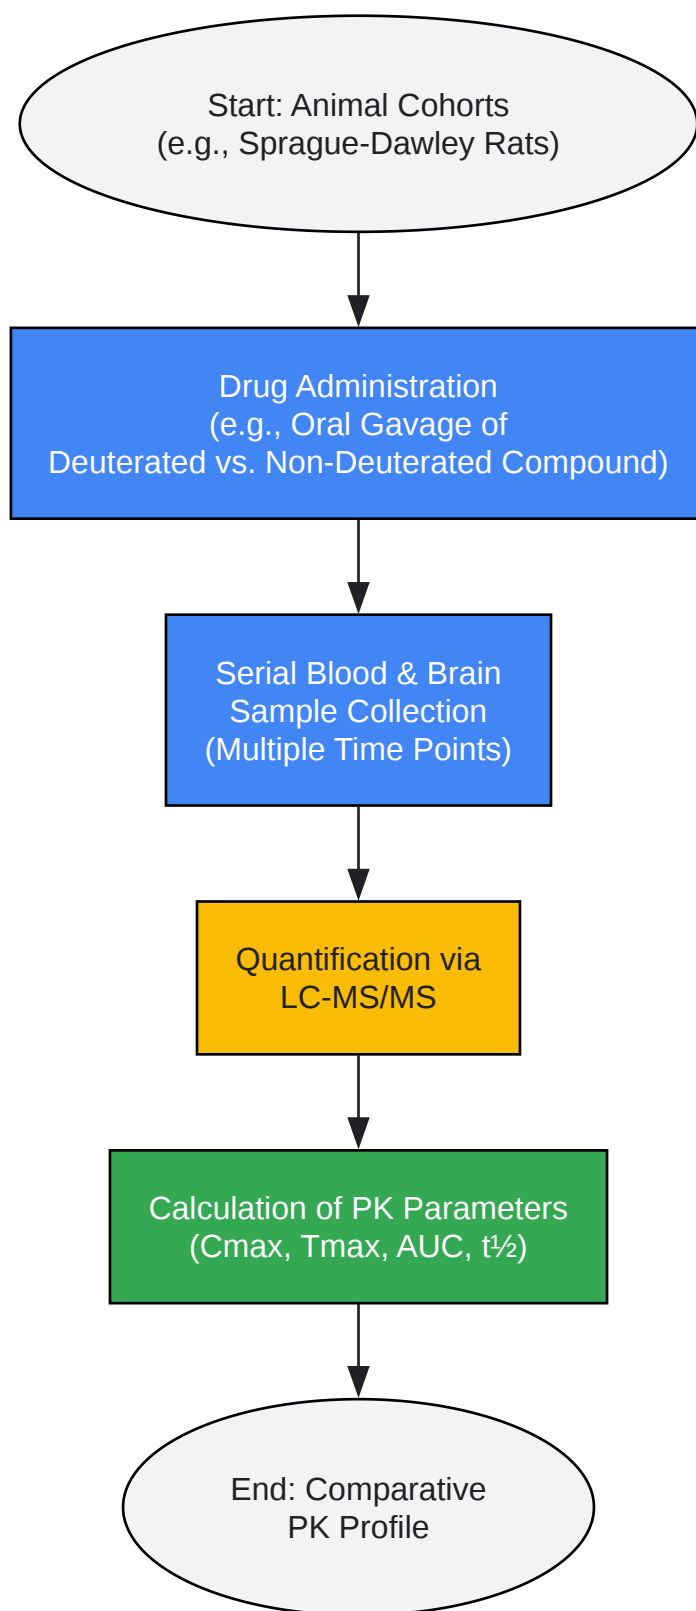 Start: Animal Cohorts
(e.g., Sprague-Dawley Rats)
Drug Administration
(e.g., Oral Gavage of
Deuterated vs. Non-Deuterated Compound)
Serial Blood & Brain
Sample Collection
(Multiple Time Points)
Quantification via
LC-MS/MS
Calculation of PK Parameters
(Cmax, Tmax, AUC, t½)
End: Comparative
PK Profile